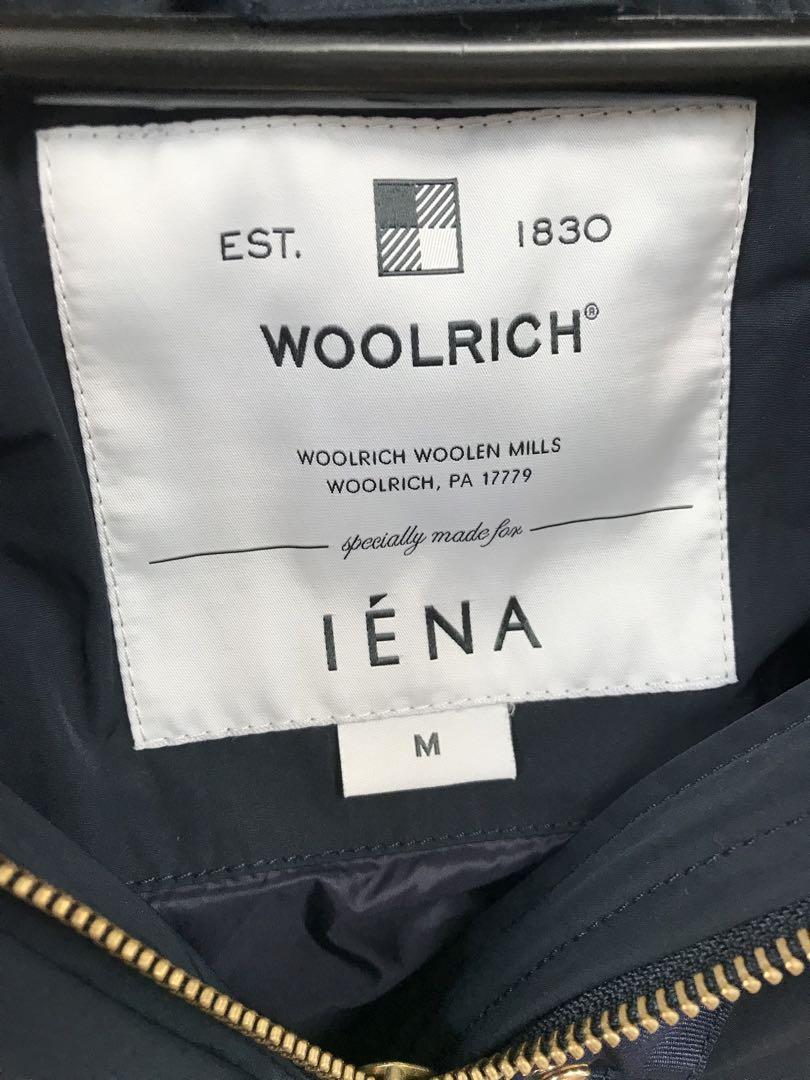 EST. 1830
WOOLRICH®
WOOLRICH WOOLEN MILLS
WOOLRICH, PA 17779
specially made for
IÉNA
M